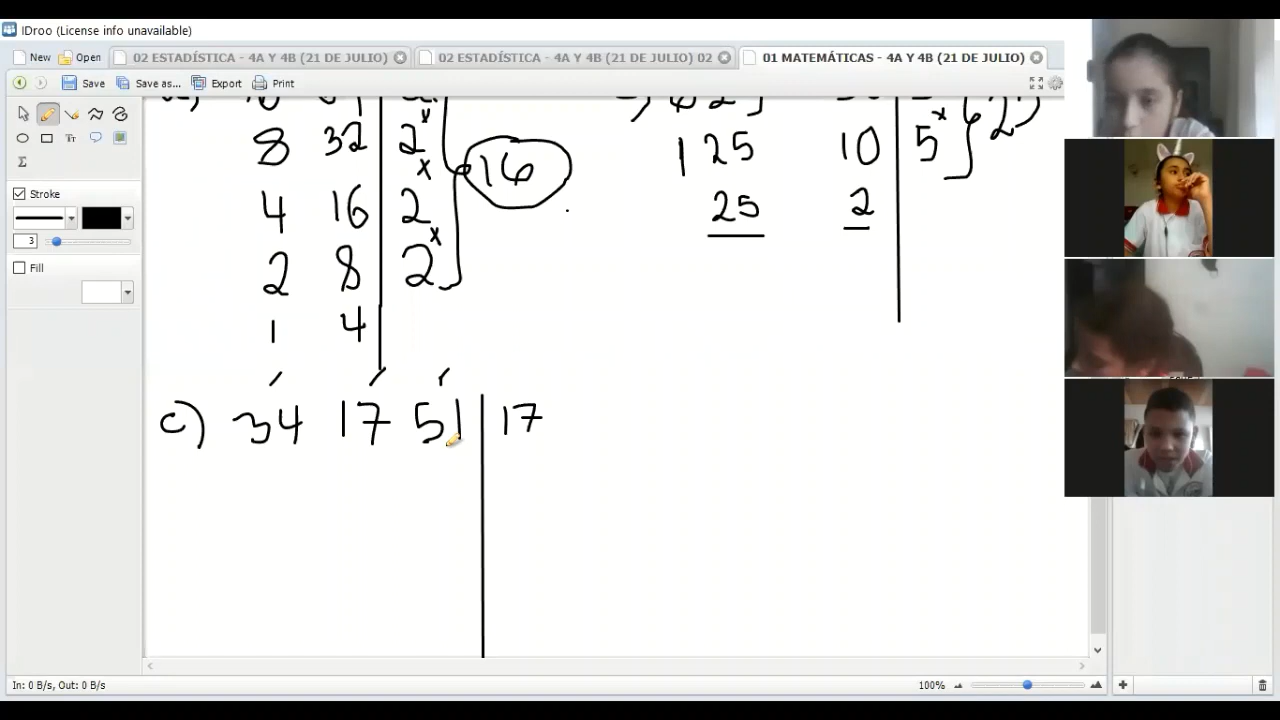 IDroo (License info unavailable)
New Open 02 ESTADÍSTICA - 4A Y 4B (21 DE JULIO) 02 ESTADÍSTICA - 4A Y 4B (21 DE JULIO) 02 01 MATEMÁTICAS - 4A Y 4B (21 DE JULIO)
Save Save as... Export Print
8 32 2 x
4 16 2 x
2 8 2 x
1 4
16
125 10 5 x
25 2
Tт
Σ
Stroke
3
Fill
c) 34 17 51 17
In: 0 B/s, Out: 0 B/s 100%